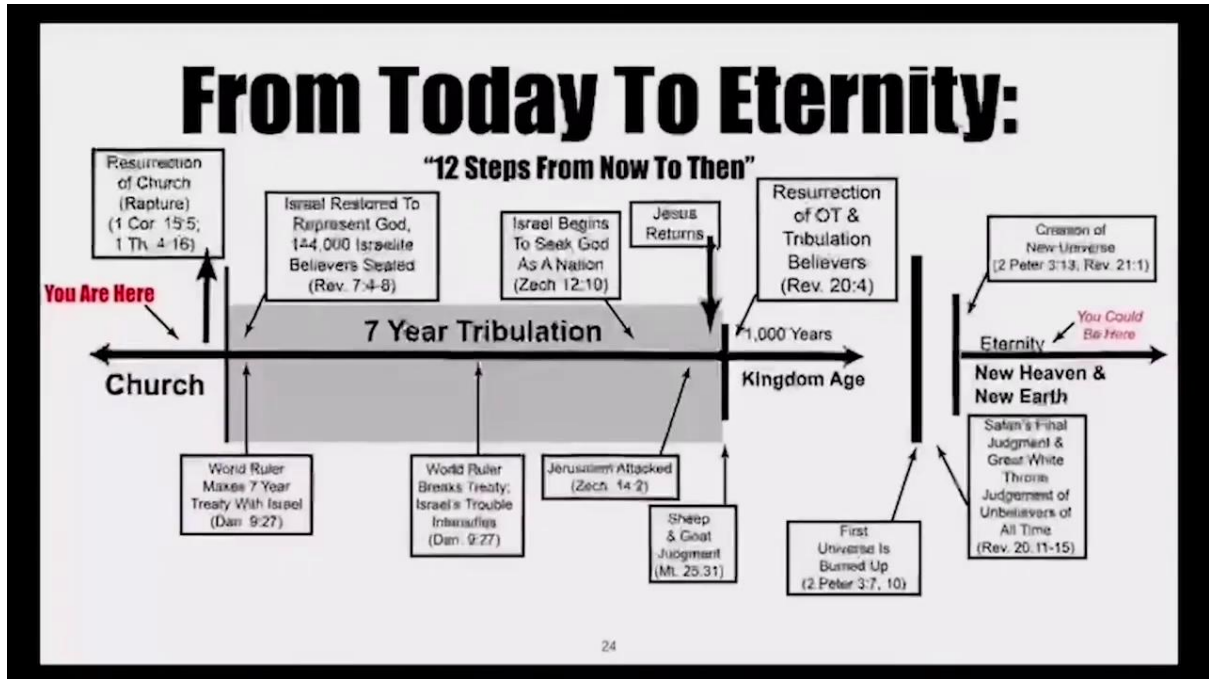 From Today To Eternity:
“12 Steps From Now To Then”
Resurrection
of Church
(Rapture)
(1 Cor. 15:5;
1 Th. 4:16)
Israel Restored To
Represent God,
144,000 Israelite
Believers Sealed
(Rev. 7:4-8)
Israel Begins
To Seek God
As A Nation
(Zech 12:10)
Jesus
Returns
Resurrection
of OT &
Tribulation
Believers
(Rev. 20:4)
Creation of
New Universe
(2 Peter 3:13, Rev. 21:1)
You Are Here
7 Year Tribulation
1,000 Years
You Could
Be Here
Eternity
Church
Kingdom Age
New Heaven &
New Earth
World Ruler
Makes 7 Year
Treaty With Israel
(Dan 9:27)
World Ruler
Breaks Treaty;
Israel's Trouble
Intensifies
(Dan. 9:27)
Jerusalem Attacked
(Zech. 14:2)
Sheep
& Goat
Judgment
(Mt. 25:31)
First
Universe Is
Burned Up
(2 Peter 3:7, 10)
Satan's Final
Judgment &
Great White
Throne
Judgement of
Unbelievers of
All Time
(Rev. 20:11-15)
24